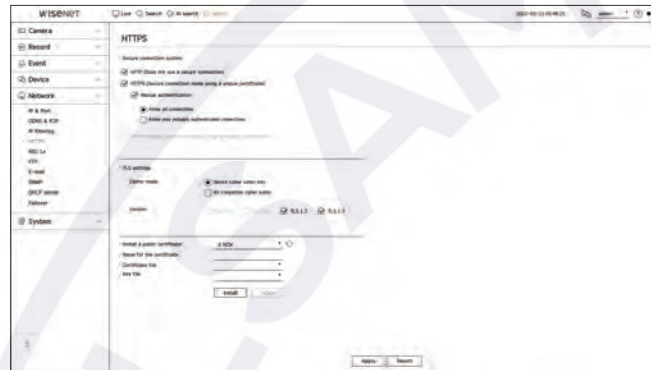 WISENET
Live Search AI search
admin
Camera
Record
Event
Device
Network
IP & Port
DDNS & P2P
IP filtering
HTTPS
802.1x
FTP
E-mail
SNMP
DHCP server
Failover
System
HTTPS
Secure connection system
HTTP (Does not use a secure connection)
HTTPS (Secure connection mode using a unique certificate)
Mutual authentication
Allow all connections
Allow only mutually authenticated connections
TLS settings
Cipher mode
Secure cipher suites only
All compatible cipher suites
Version
TLS 1.2 TLS 1.3
Install a public certificate
Name for the certificate
Certificate file
Key file
Install
Apply Revert